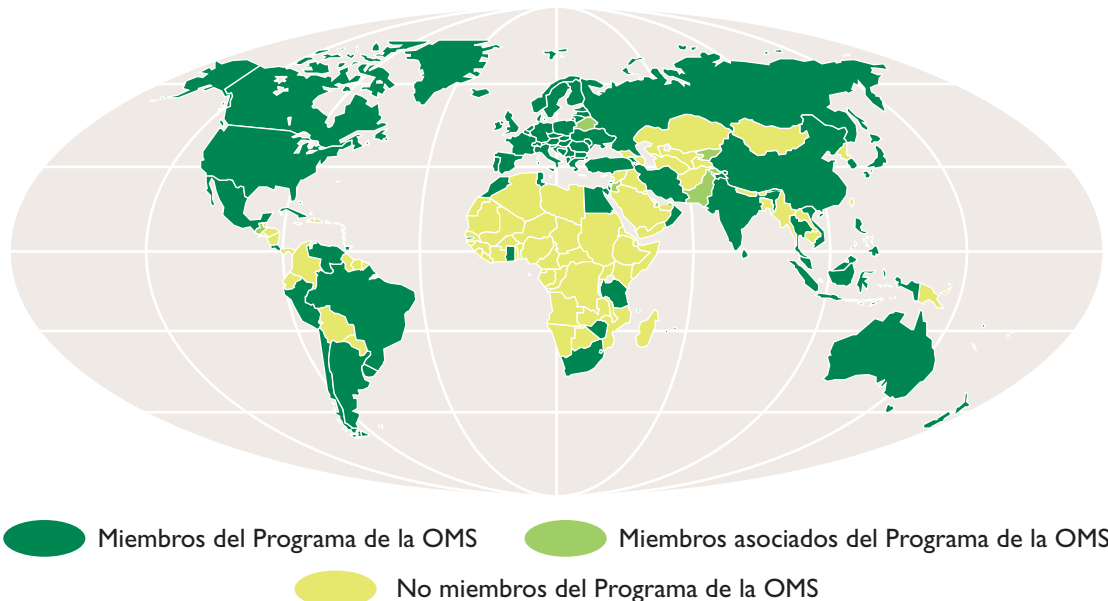 Miembros del Programa de la OMS
Miembros asociados del Programa de la OMS
No miembros del Programa de la OMS